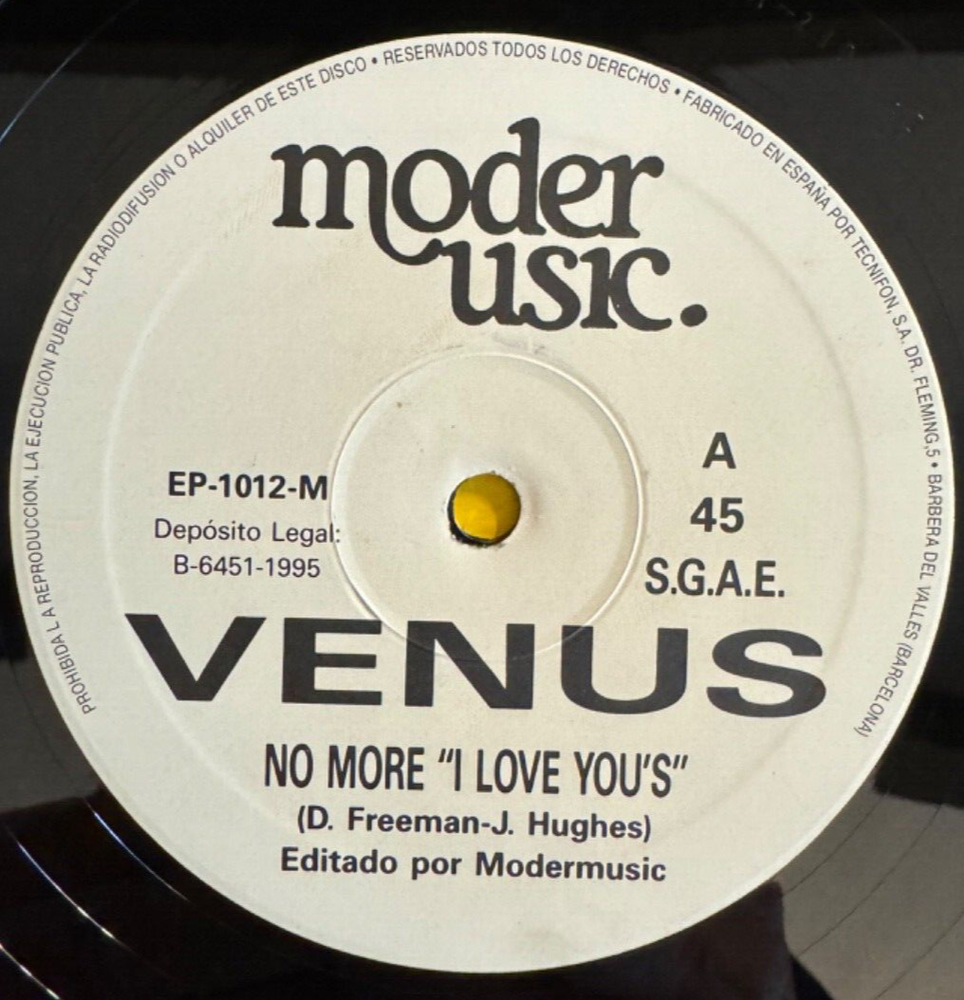 PROHIBIDA LA REPRODUCCION, LA EJECUCION PUBLICA, LA RADIODIFUSION O ALQUILER DE ESTE DISCO • RESERVADOS TODOS LOS DERECHOS • FABRICADO EN ESPAÑA POR TECNIFON, S.A. DR. FLEMING,5 • BARBERA DEL VALLES (BARCELONA)
moder
usic.
EP-1012-M
Depósito Legal:
B-6451-1995
A
45
S.G.A.E.
VENUS
NO MORE "I LOVE YOU'S"
(D. Freeman-J. Hughes)
Editado por Modermusic